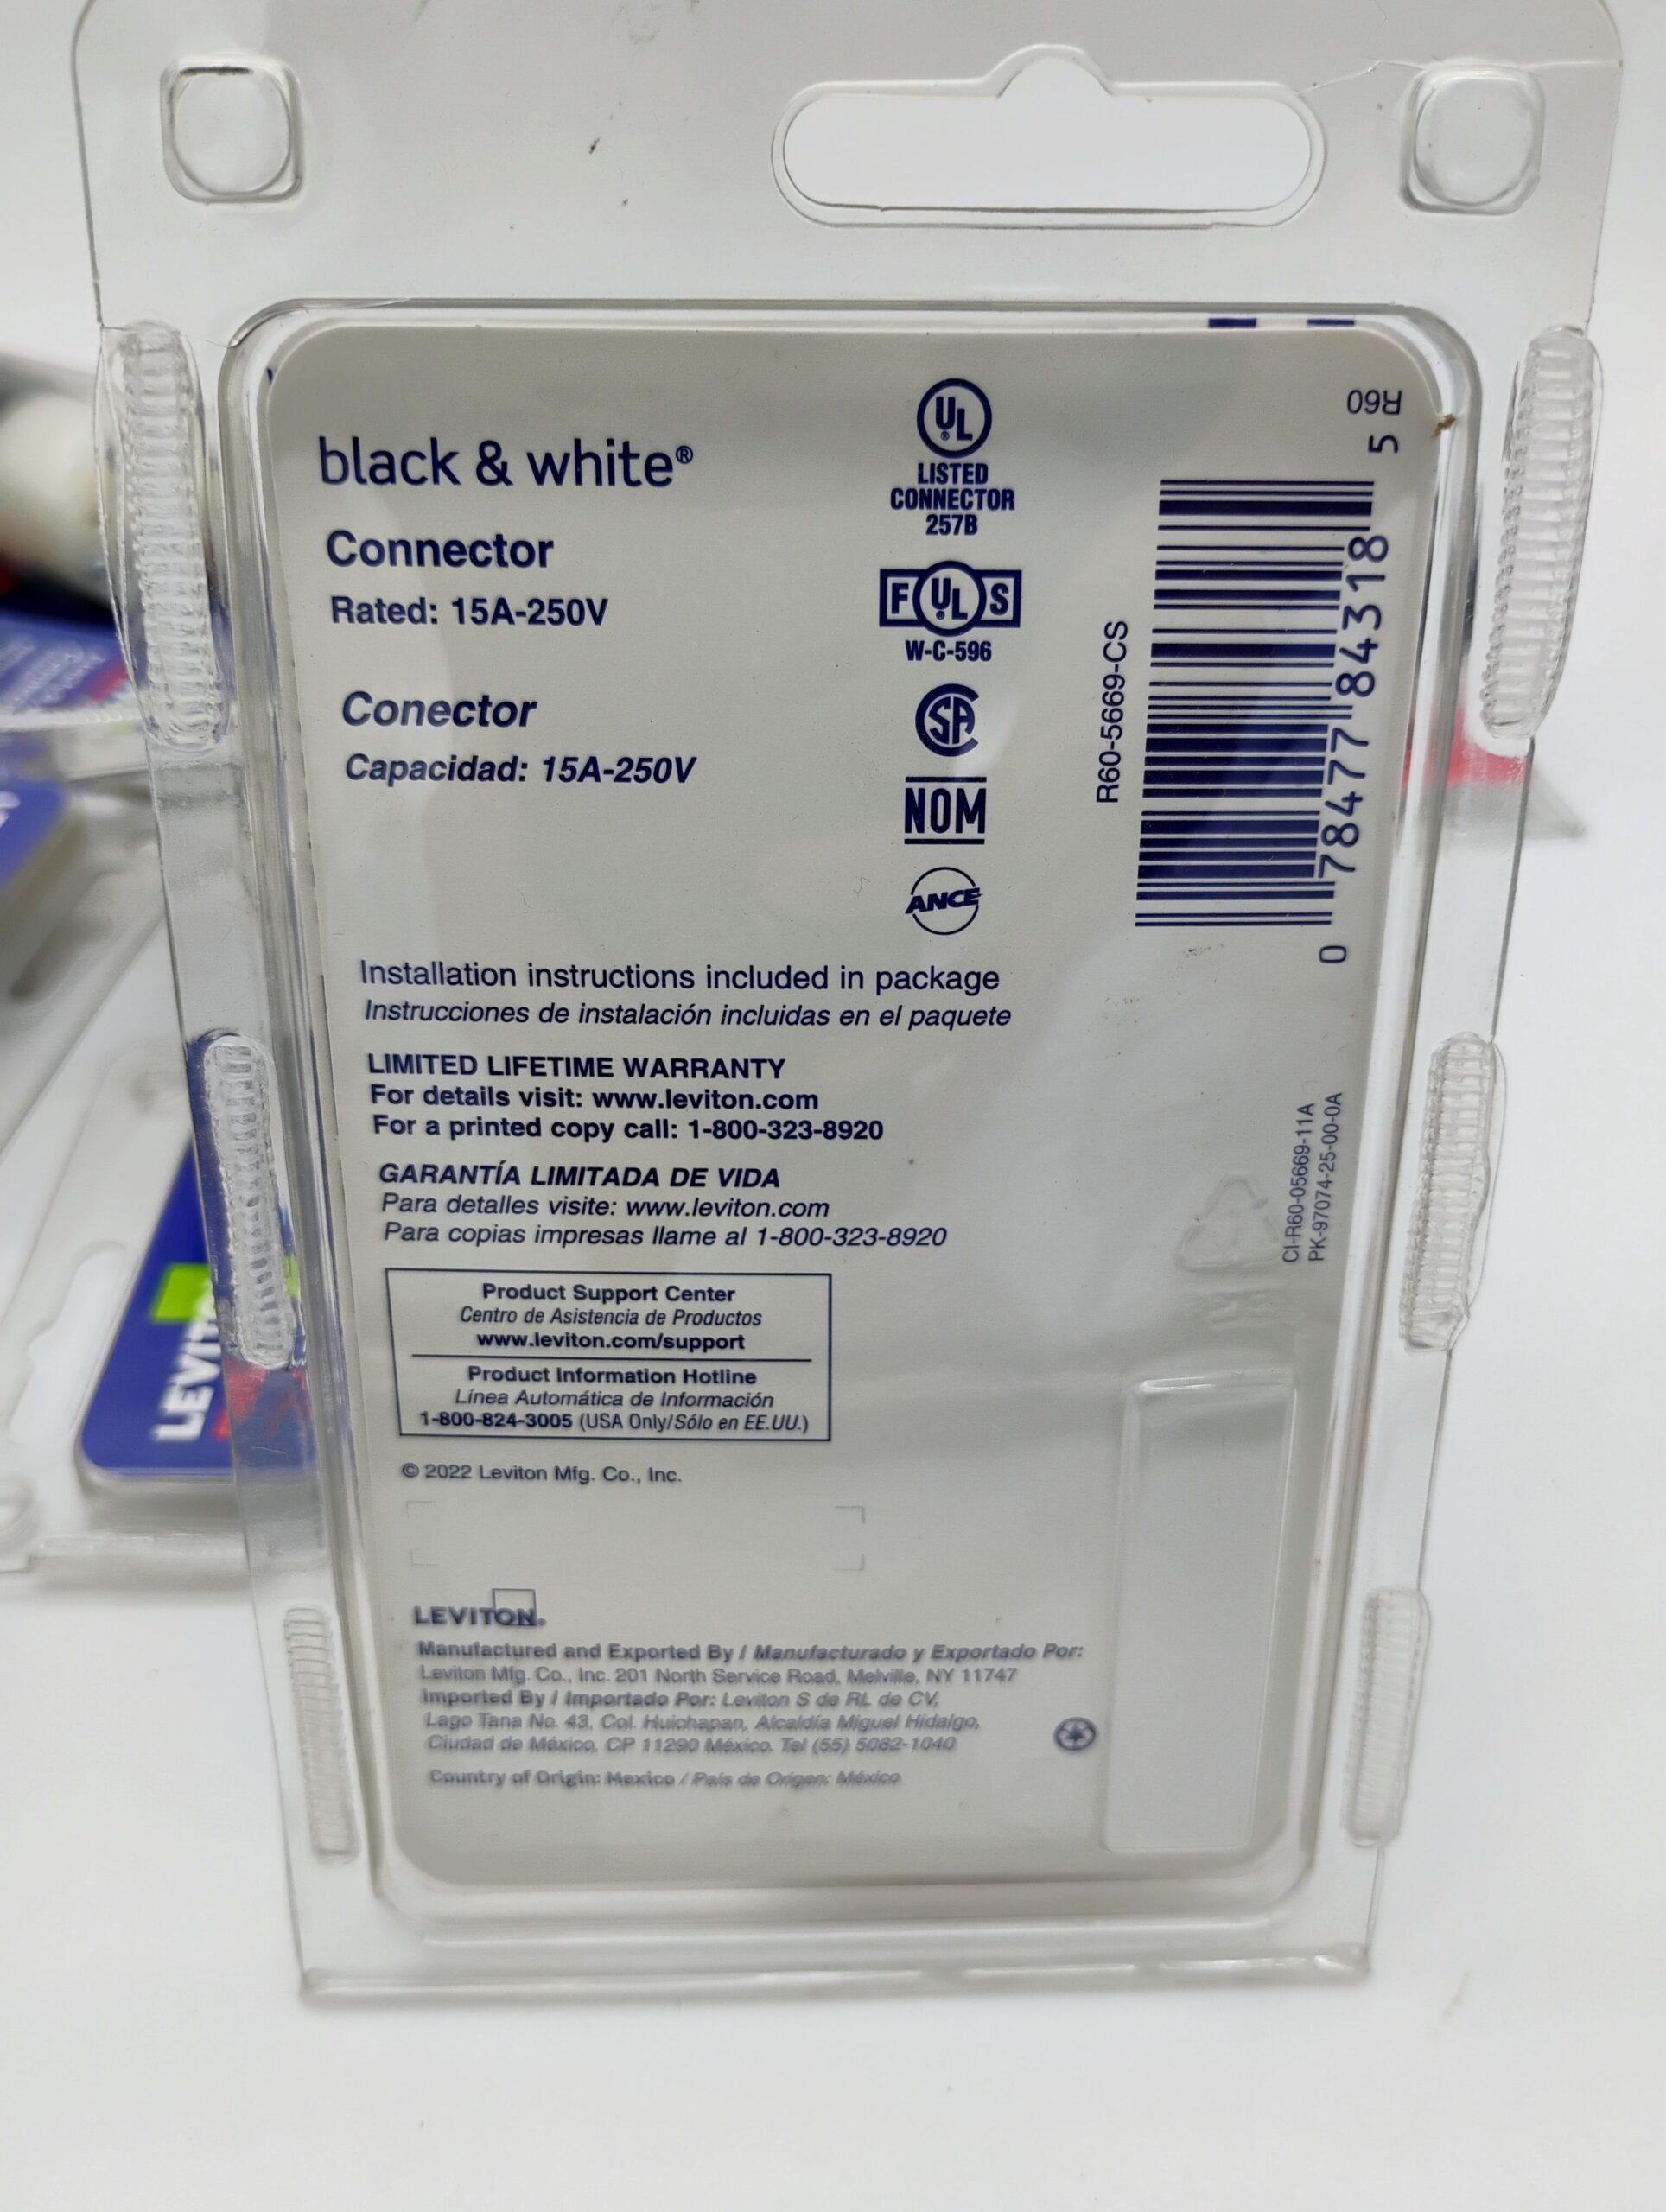 black & white®
Connector
Rated: 15A-250V
Conector
Capacidad: 15A-250V
UL
LISTED
CONNECTOR
257B
F UL S
W-C-596
SA
NOM
ANCE
R60
5
78477 84318
0
R60-5669-CS
Installation instructions included in package
Instrucciones de instalación incluidas en el paquete
LIMITED LIFETIME WARRANTY
For details visit: www.leviton.com
For a printed copy call: 1-800-323-8920
GARANTÍA LIMITADA DE VIDA
Para detalles visite: www.leviton.com
Para copias impresas llame al 1-800-323-8920
CI-R60-05669-11A
PK-97074-25-00-0A
Product Support Center
Centro de Asistencia de Productos
www.leviton.com/support
Product Information Hotline
Línea Automática de Información
1-800-824-3005 (USA Only/Sólo en EE.UU.)
© 2022 Leviton Mfg. Co., Inc.
LEVITON®
Manufactured and Exported By / Manufacturado y Exportado Por:
Leviton Mfg. Co., Inc. 201 North Service Road, Melville, NY 11747
Imported By / Importado Por: Leviton S de RL de CV,
Lago Tana No. 43, Col. Huichapan, Alcaldía Miguel Hidalgo,
Ciudad de México, CP 11290 México. Tel (55) 5082-1040
Country of Origin: Mexico / País de Origen: México